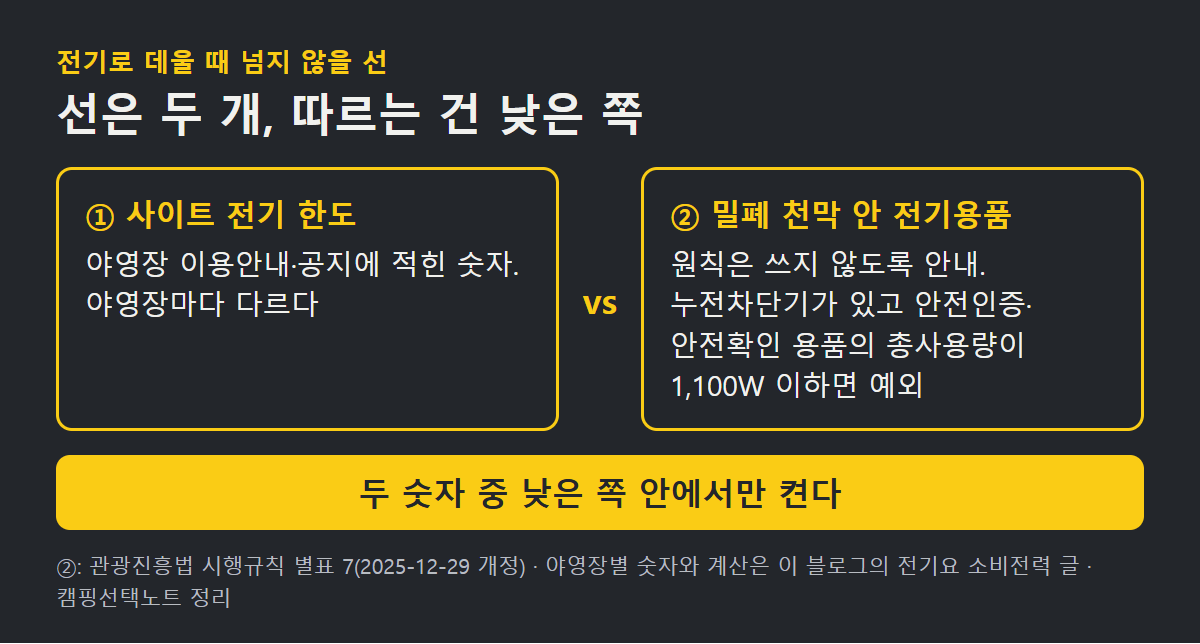 전기로 데울 때 넘지 않을 선
선은 두 개, 따르는 건 낮은 쪽
① 사이트 전기 한도
야영장 이용안내·공지에 적힌 숫자.
야영장마다 다르다
vs
② 밀폐 천막 안 전기용품
원칙은 쓰지 않도록 안내.
누전차단기가 있고 안전인증·
안전확인 용품의 총사용량이
1,100W 이하면 예외
두 숫자 중 낮은 쪽 안에서만 켠다
②: 관광진흥법 시행규칙 별표 7(2025-12-29 개정) · 야영장별 숫자와 계산은 이 블로그의 전기요 소비전력 글 ·
캠핑선택노트 정리